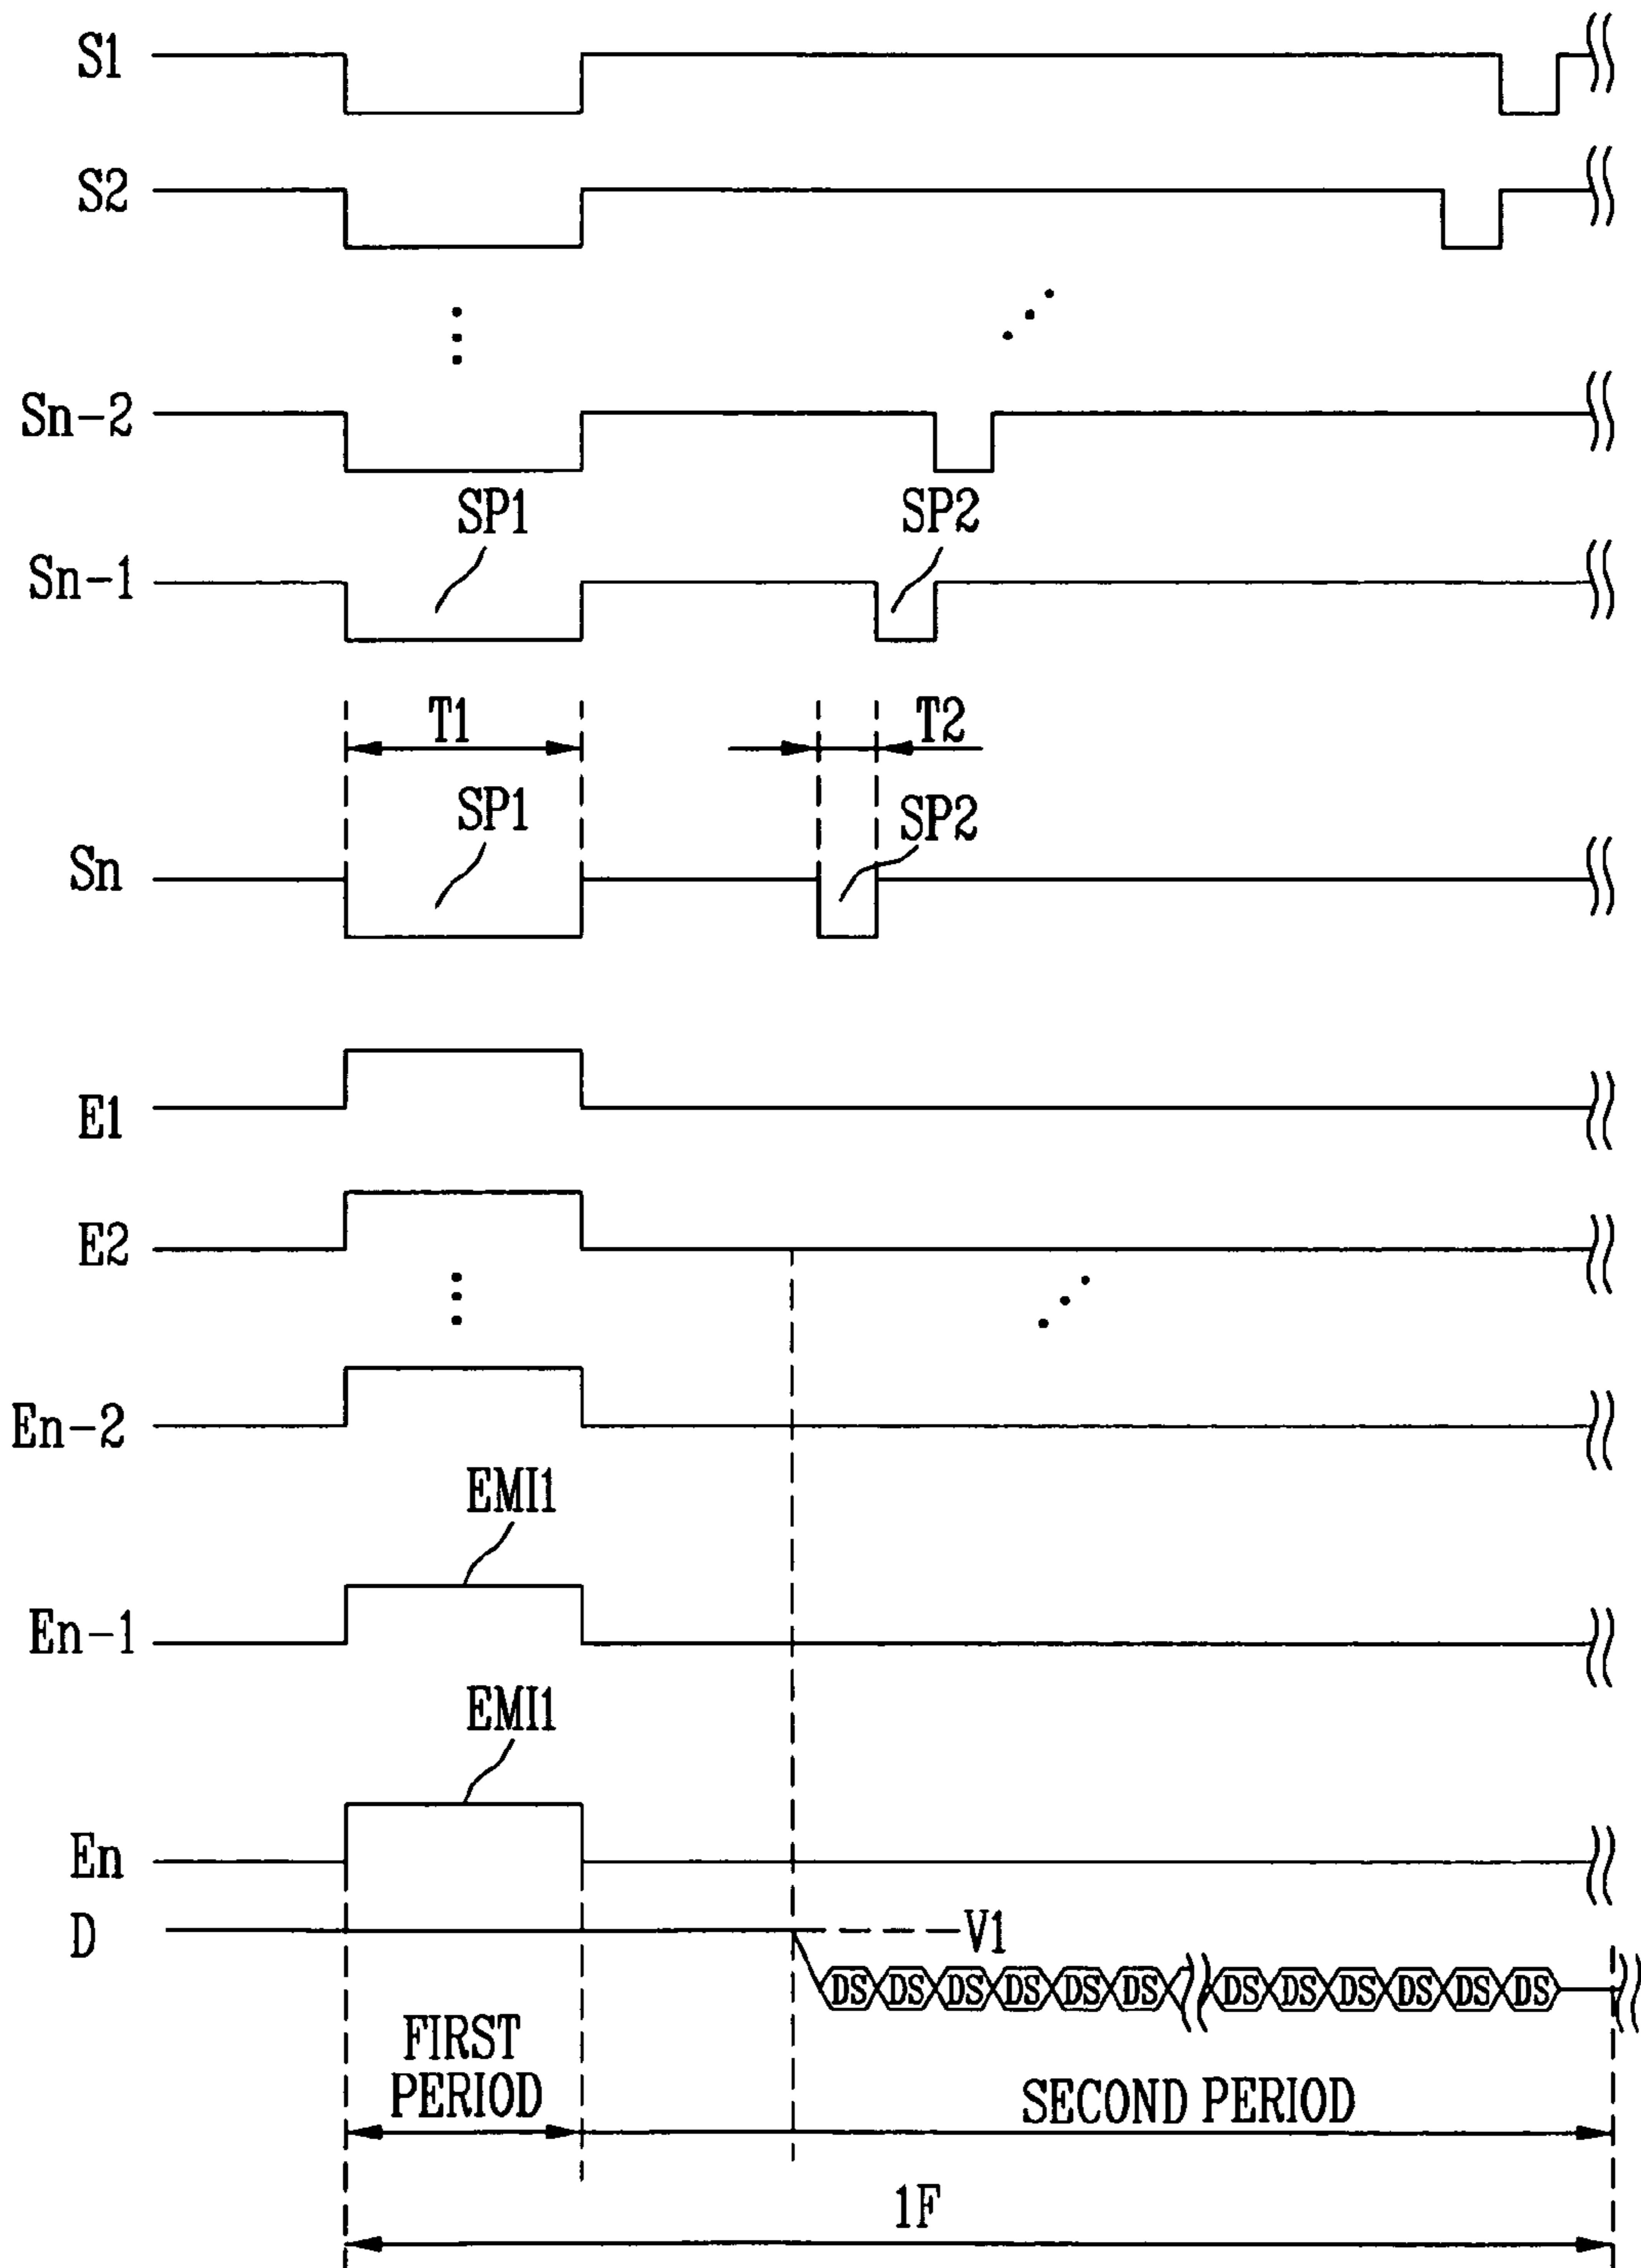 S1
S2
Sn-2
SP1 SP2
Sn-1
T1 T2
SP1 SP2
Sn
E1
E2
En-2
EMI1
En-1
EMI1
En
D
V1
DS DS DS DS DS DS DS DS DS DS DS DS
FIRST
PERIOD SECOND PERIOD
1F